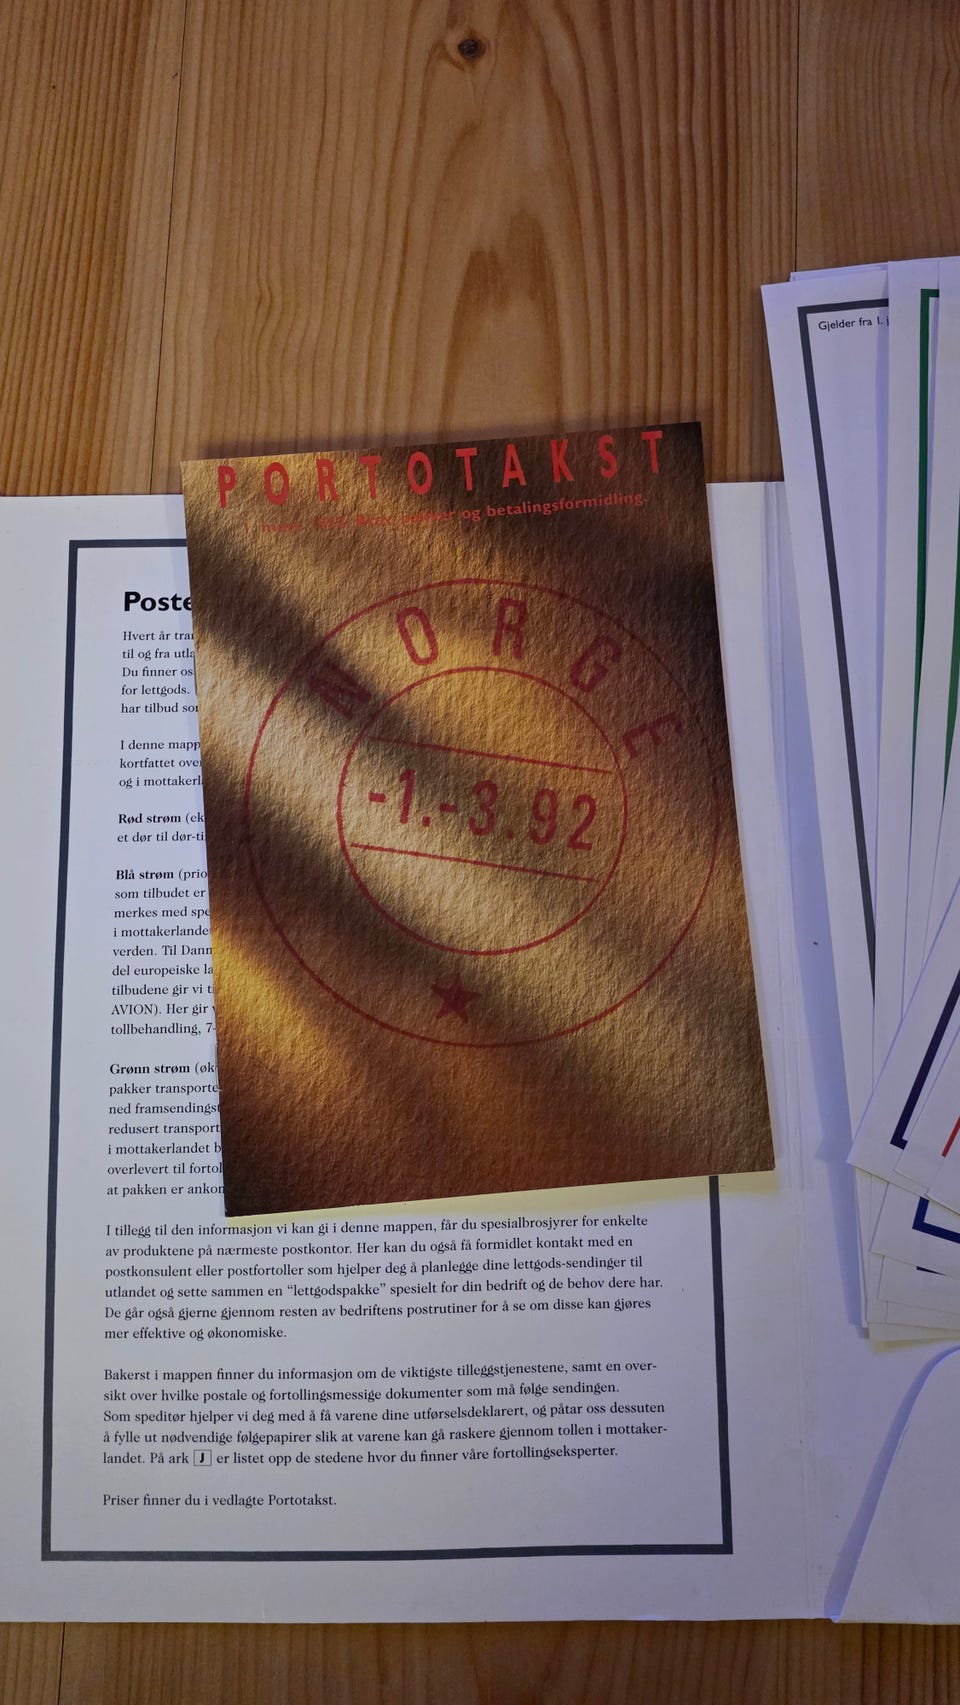 PORTOTAKST
og betalingsformidling.
NORGE
-1.-3.92
Gjelder fra 1. j
Poste
Hvert år tra
til og fra utla
Du finner os
for lettgods.
har tilbud so
I denne mapp
kortfattet ove
og i mottakerl
Rød strøm (ek
et dør til dør-ti
Blå strøm (prio
som tilbudet er
merkes med spe
i mottakerlande
verden. Til Dann
del europeiske la
tilbudene gir vi t
AVION). Her gir v
tollbehandling, 7-
Grønn strøm (øk
pakker transporte
ned framsendingst
redusert transport
i mottakerlandet b
overlevert til fortol
at pakken er ankon
I tillegg til den informasjon vi kan gi i denne mappen, får du spesialbrosjyrer for enkelte
av produktene på nærmeste postkontor. Her kan du også få formidlet kontakt med en
postkonsulent eller postfortoller som hjelper deg å planlegge dine lettgods-sendinger til
utlandet og sette sammen en “lettgodspakke” spesielt for din bedrift og de behov dere har.
De går også gjerne gjennom resten av bedriftens postrutiner for å se om disse kan gjøres
mer effektive og økonomiske.
Bakerst i mappen finner du informasjon om de viktigste tilleggstjenestene, samt en over-
sikt over hvilke postale og fortollingsmessige dokumenter som må følge sendingen.
Som speditør hjelper vi deg med å få varene dine utførselsdeklarert, og påtar oss dessuten
å fylle ut nødvendige følgepapirer slik at varene kan gå raskere gjennom tollen i mottaker-
landet. På ark J er listet opp de stedene hvor du finner våre fortollingseksperter.
Priser finner du i vedlagte Portotakst.